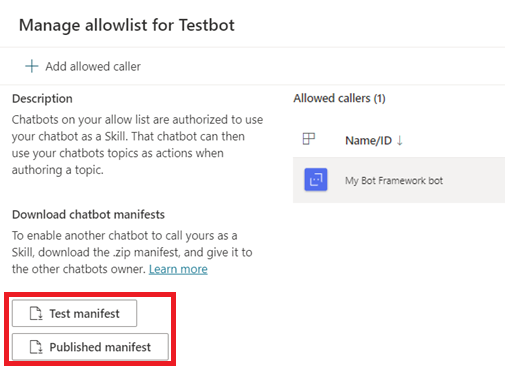 Manage allowlist for Testbot
Add allowed caller
Description
Chatbots on your allow list are authorized to use
your chatbot as a Skill. That chatbot can then
use your chatbots topics as actions when
authoring a topic.
Download chatbot manifests
To enable another chatbot to call yours as a
Skill, download the .zip manifest, and give it to
the other chatbots owner. Learn more
Test manifest
Published manifest
Allowed callers (1)
Name/ID ↓
My Bot Framework bot